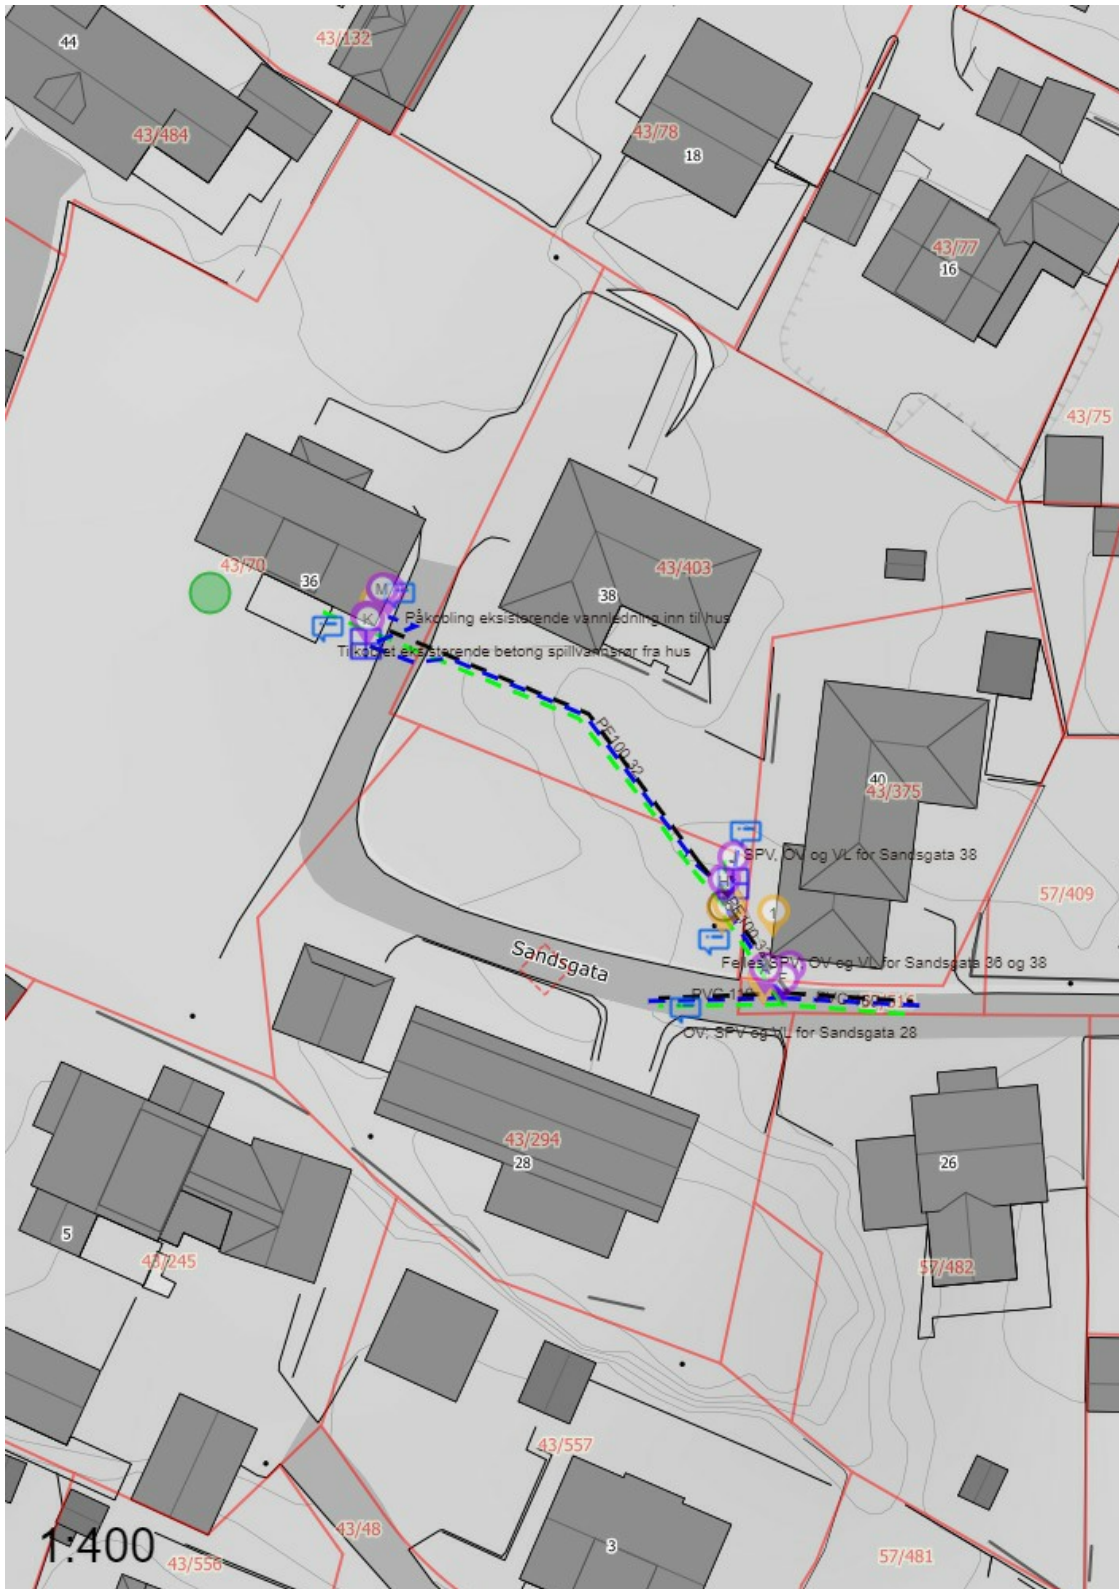 44
43/132
43/484
43/78
18
43/77
16
43/75
43/70
36
M
K
Påkobling eksisterende vannledning inn til hus
Tilkoblet eksisterende betong spillvannsrør fra hus
43/403
38
PE100 32
40
43/375
J
SPV, OV og VL for Sandsgata 38
H
1
57/409
PE100 32
Sandsgata
Felles SPV, OV og VL for Sandsgata 36 og 38
PVC 110
OV, SPV og VL for Sandsgata 28
43/294
28
26
57/482
5
43/245
43/557
3
43/48
43/556
57/481
1:400